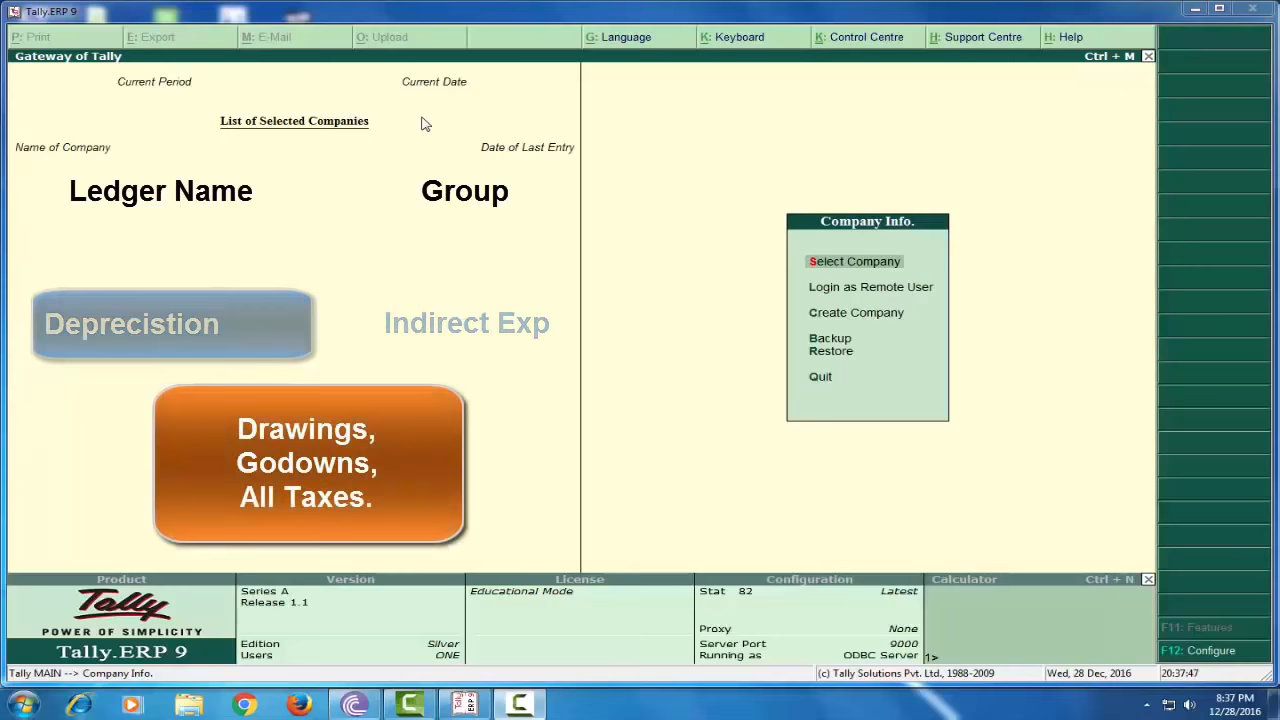 Tally.ERP 9
P: Print
E: Export
M: E-Mail
O: Upload
G: Language
K: Keyboard
K: Control Centre
H: Support Centre
H: Help
Gateway of Tally
Ctrl + M
Current Period
Current Date
List of Selected Companies
Name of Company
Date of Last Entry
Ledger Name
Group
Deprecistion
Indirect Exp
Drawings,
Godowns,
All Taxes.
Company Info.
Select Company
Login as Remote User
Create Company
Backup
Restore
Quit
Product
Version
License
Configuration
Calculator
Ctrl + N
Tally
POWER OF SIMPLICITY
Tally.ERP 9
Series A
Release 1.1
Edition Silver
Users ONE
Educational Mode
Stat 82 Latest
Proxy None
Server Port 9000
Running as ODBC Server
1>
F11: Features
F12: Configure
Tally MAIN --> Company Info.
(c) Tally Solutions Pvt. Ltd., 1988-2009
Wed, 28 Dec, 2016
20:37:47
8:37 PM
12/28/2016